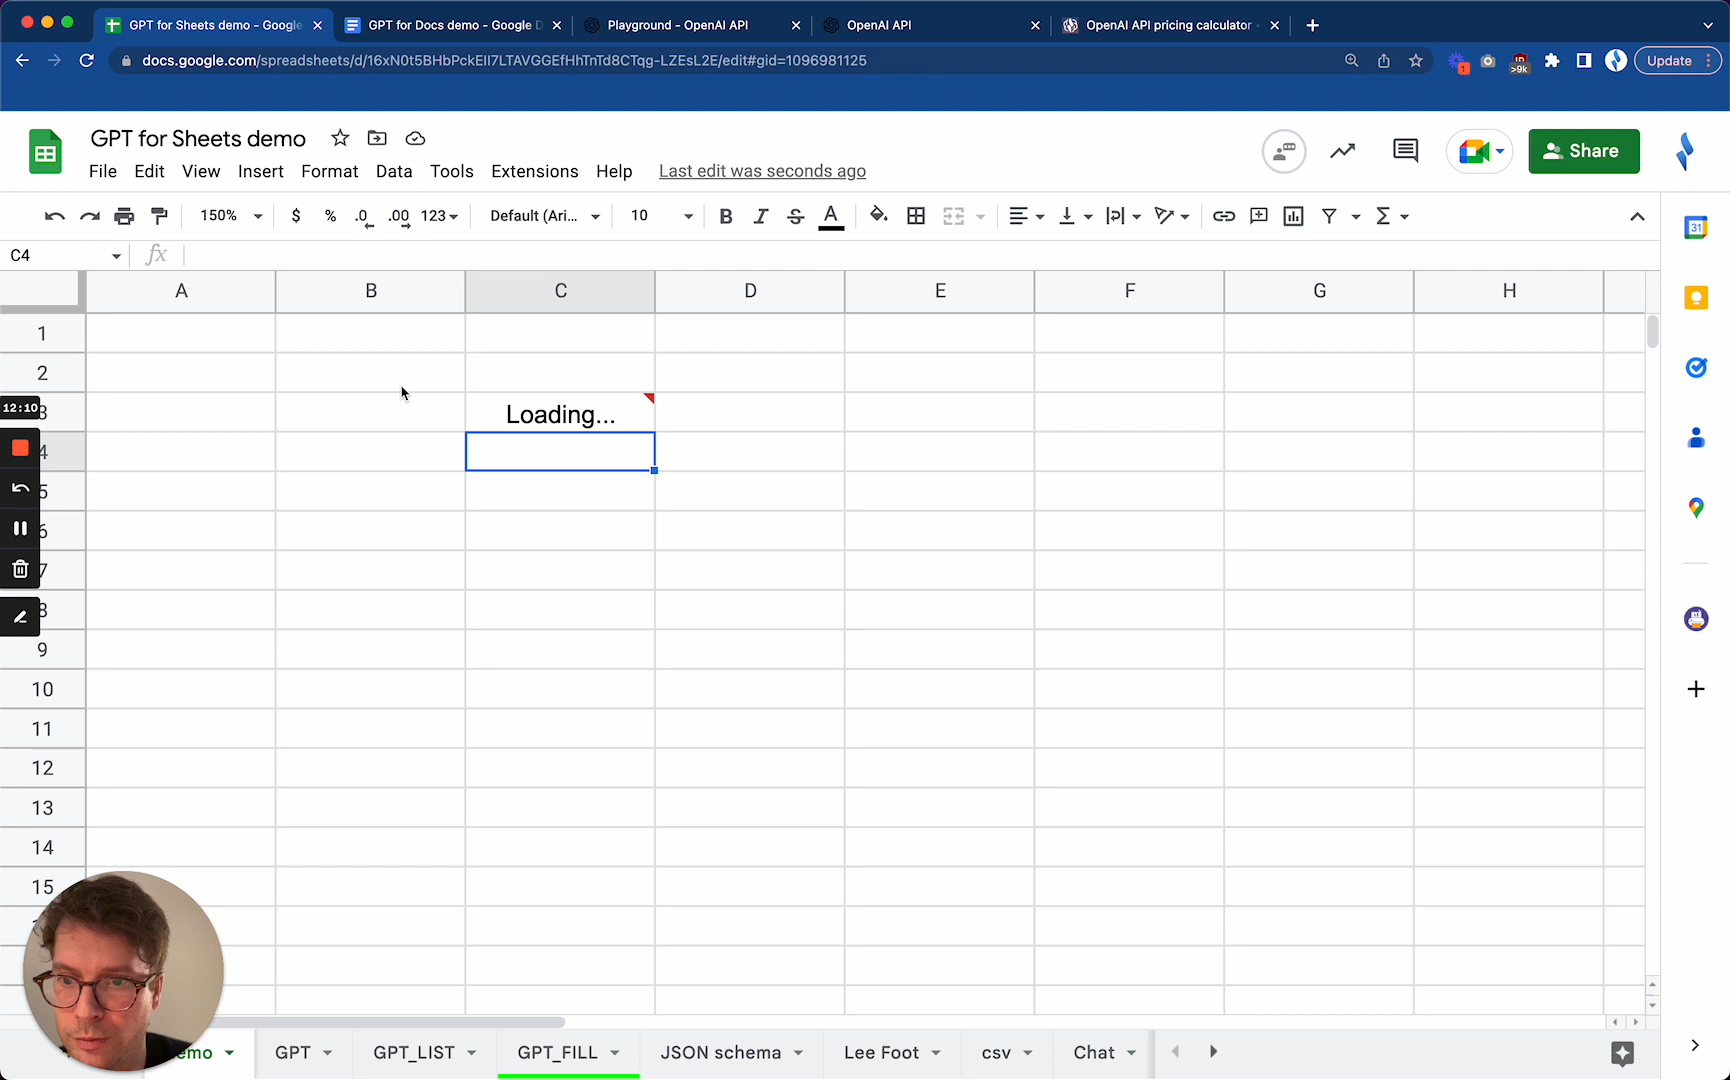 GPT for Sheets demo - Google
GPT for Docs demo - Google D
Playground - OpenAI API
OpenAI API
OpenAI API pricing calculator
docs.google.com/spreadsheets/d/16xN0t5BHbPckEIl7LTAVGGEfHhTnTd8CTqg-LZEsL2E/edit#gid=1096981125
1
>9k
Update
GPT for Sheets demo
File Edit View Insert Format Data Tools Extensions Help Last edit was seconds ago
Share
150% $ % .0 .00 123 Default (Ari... 10 B I S A
31
C4 fx
A B C D E F G H
1
2
12:10 3
Loading...
4
5
6
7
8
9
10
11
12
13
14
15
emo GPT GPT_LIST GPT_FILL JSON schema Lee Foot csv Chat